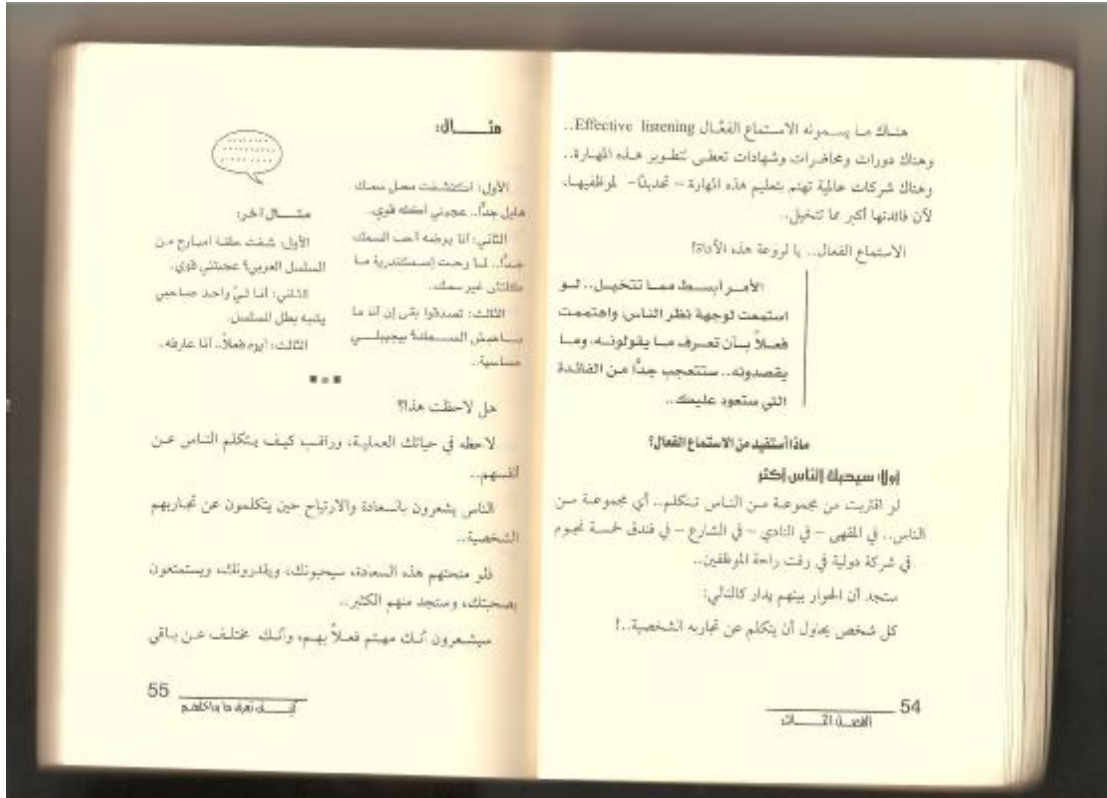 هناك ما يسمونه الاستماع الفعّال Effective listening..
وهناك دورات ومحاضرات وشهادات تعطى لتطوير هذه المهارة..
وهناك شركات عالمية تهتم بتعليم هذه المهارة – تحديدًا– لموظفيها،
لأن فائدتها أكبر مما تتخيل..
الاستماع الفعال.. يا لروعة هذه الأداة!
الأمر أبسط مما تتخيل.. لو
استمعت لوجهة نظر الناس، واهتممت
فعلاً بأن تعرف ما يقولونه، وما
يقصدونه.. ستتعجب جدًّا من الفائدة
التي ستعود عليك..
ماذا أستفيد من الاستماع الفعال؟
أولا: سيحبك الناس أكثر
لو اقتربت من مجموعة من الناس تتكلم.. أي مجموعة من
الناس.. في المقهى – في النادي – في الشارع – في فندق خمسة نجوم
في شركة دولية في وقت راحة الموظفين..
ستجد أن الحوار بينهم يدار كالتالي:
كل شخص يحاول أن يتكلم عن تجاربه الشخصية..!
54
مثال:
الأول: اكتشفت محل سمك
هايل جدًّا.. عجبني أكله قوي..
الثاني: أنا برضه أحب السمك
جدًّا.. لما رحت إسكندرية ما
كلتش غير سمك..
الثالث: تصدقوا بقى إن أنا ما
باحبش السمك؟ بيجيبلي
حساسية..
مثال آخر:
الأول: شفت حلقة امبارح من
المسلسل العربي؟ عجبتني قوي.
الثاني: أنا ليَّ واحد صاحبي
يشبه بطل المسلسل.
الثالث: أيوه فعلاً.. أنا عارفه..
هل لاحظت هذا؟
لاحظه في حياتك العملية، وراقب كيف يتكلم الناس عن
أنفسهم..
الناس يشعرون بالسعادة والارتياح حين يتكلمون عن تجاربهم
الشخصية..
فلو منحتهم هذه السعادة، سيحبونك، ويقدرونك، ويستمتعون
بصحبتك، وستجد منهم الكثير..
سيشعرون أنك مهتم فعلاً بهم، وأنك مختلف عن باقي
55